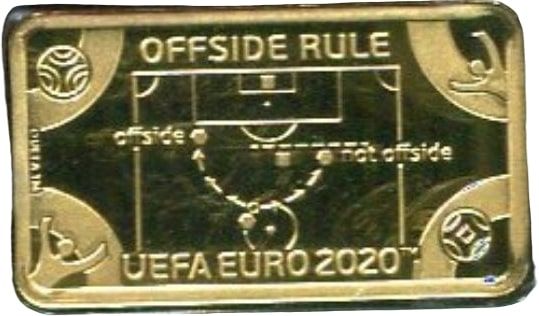 OFFSIDE RULE
offside
not offside
UEFA EURO 2020™